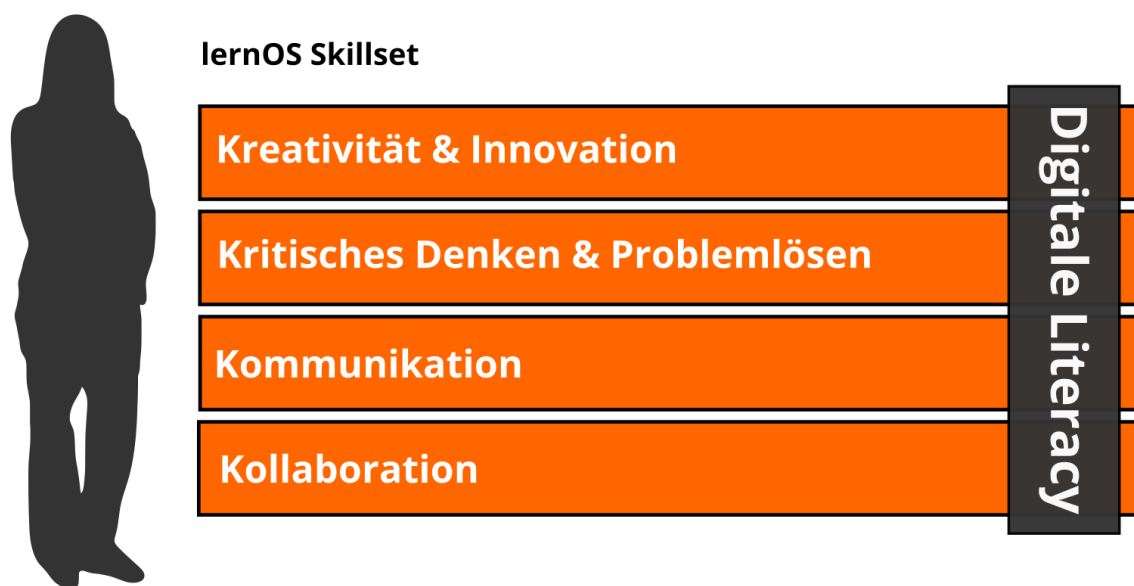 lernOS Skillset
Kreativität & Innovation
Kritisches Denken & Problemlösen
Kommunikation
Kollaboration
Digitale Literacy